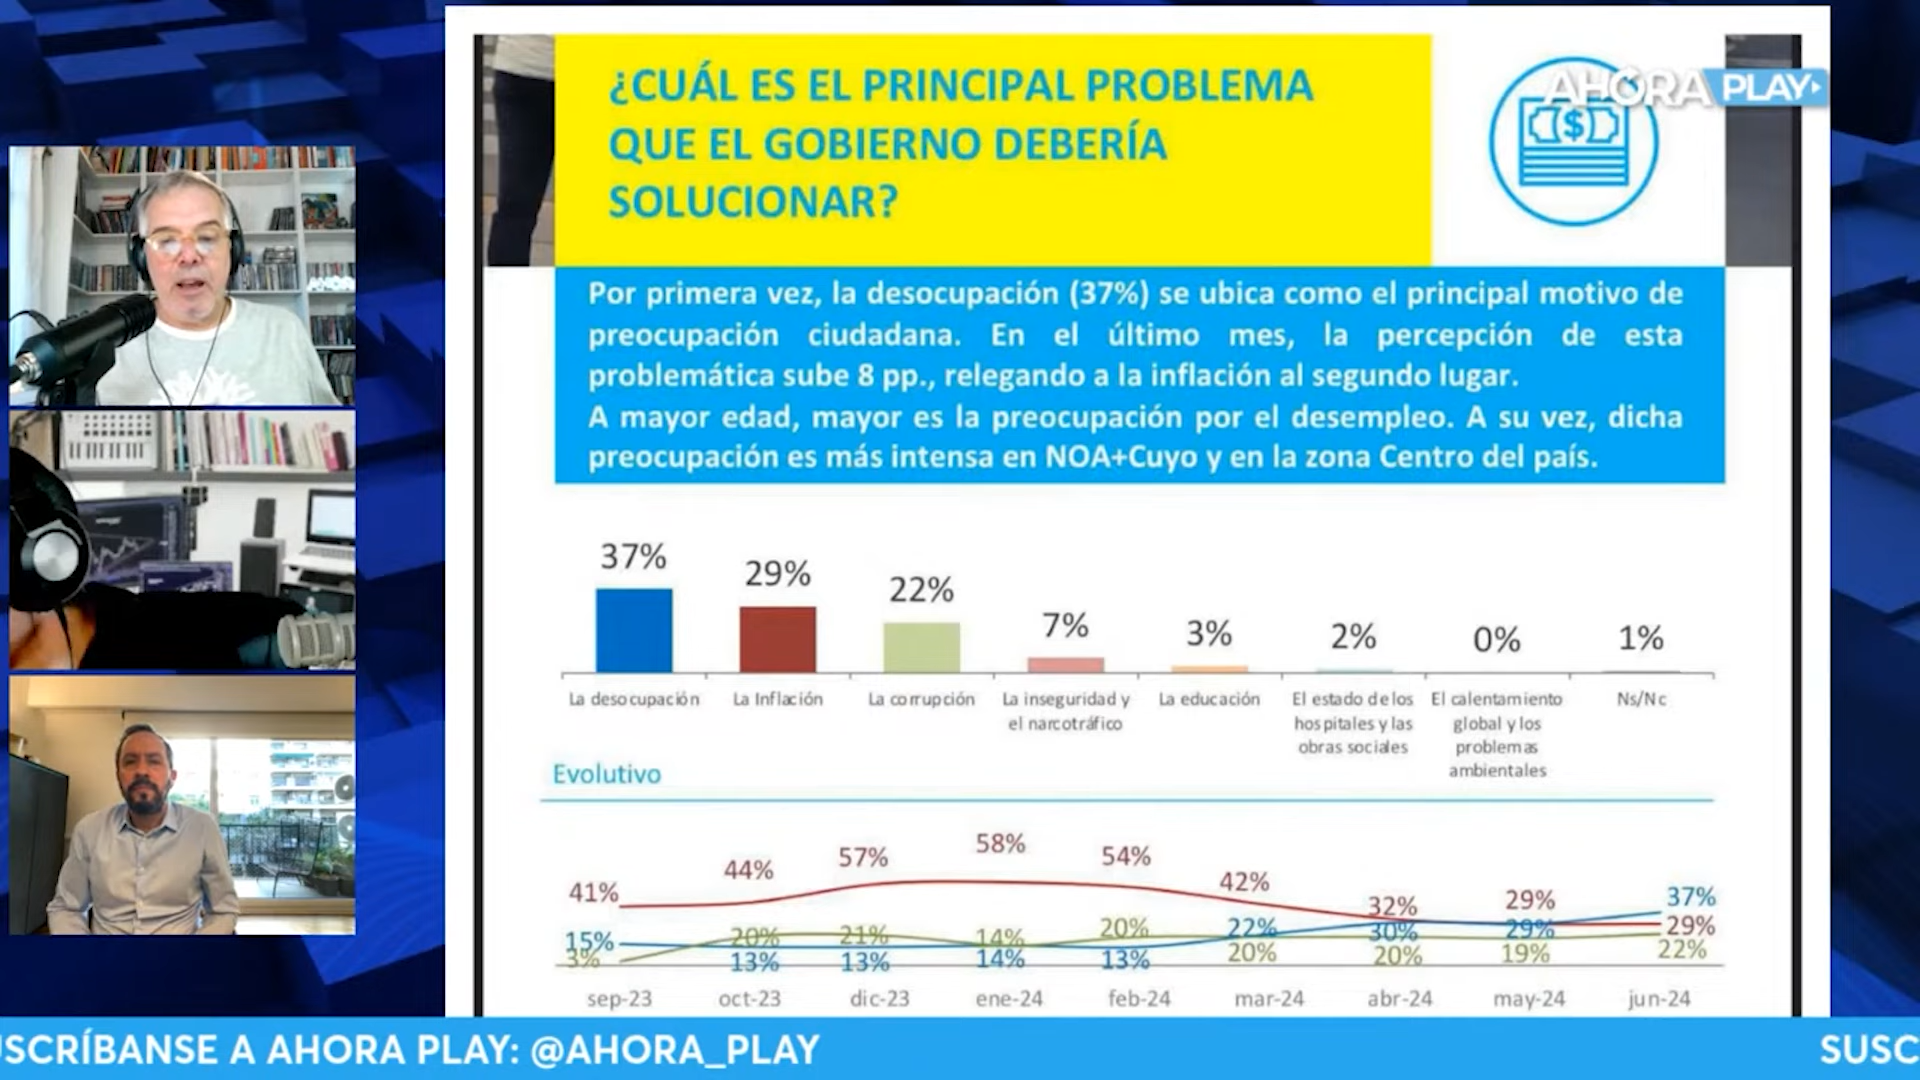 ¿CUÁL ES EL PRINCIPAL PROBLEMA
QUE EL GOBIERNO DEBERÍA
SOLUCIONAR?
AHORA PLAY
Por primera vez, la desocupación (37%) se ubica como el principal motivo de
preocupación ciudadana. En el último mes, la percepción de esta
problemática sube 8 pp., relegando a la inflación al segundo lugar.
A mayor edad, mayor es la preocupación por el desempleo. A su vez, dicha
preocupación es más intensa en NOA+Cuyo y en la zona Centro del país.
37% 29% 22% 7% 3% 2% 0% 1%
La desocupación
La Inflación
La corrupción
La inseguridad y
el narcotráfico
La educación
El estado de los
hospitales y las
obras sociales
El calentamiento
global y los
problemas
ambientales
Ns/Nc
Evolutivo
41% 44% 57% 58% 54% 42% 32% 29% 29%
15% 13% 13% 14% 13% 22% 30% 29% 37%
3% 20% 21% 14% 20% 20% 20% 19% 22%
sep-23 oct-23 dic-23 ene-24 feb-24 mar-24 abr-24 may-24 jun-24
USCRÍBANSE A AHORA PLAY: @AHORA_PLAY
SUSC